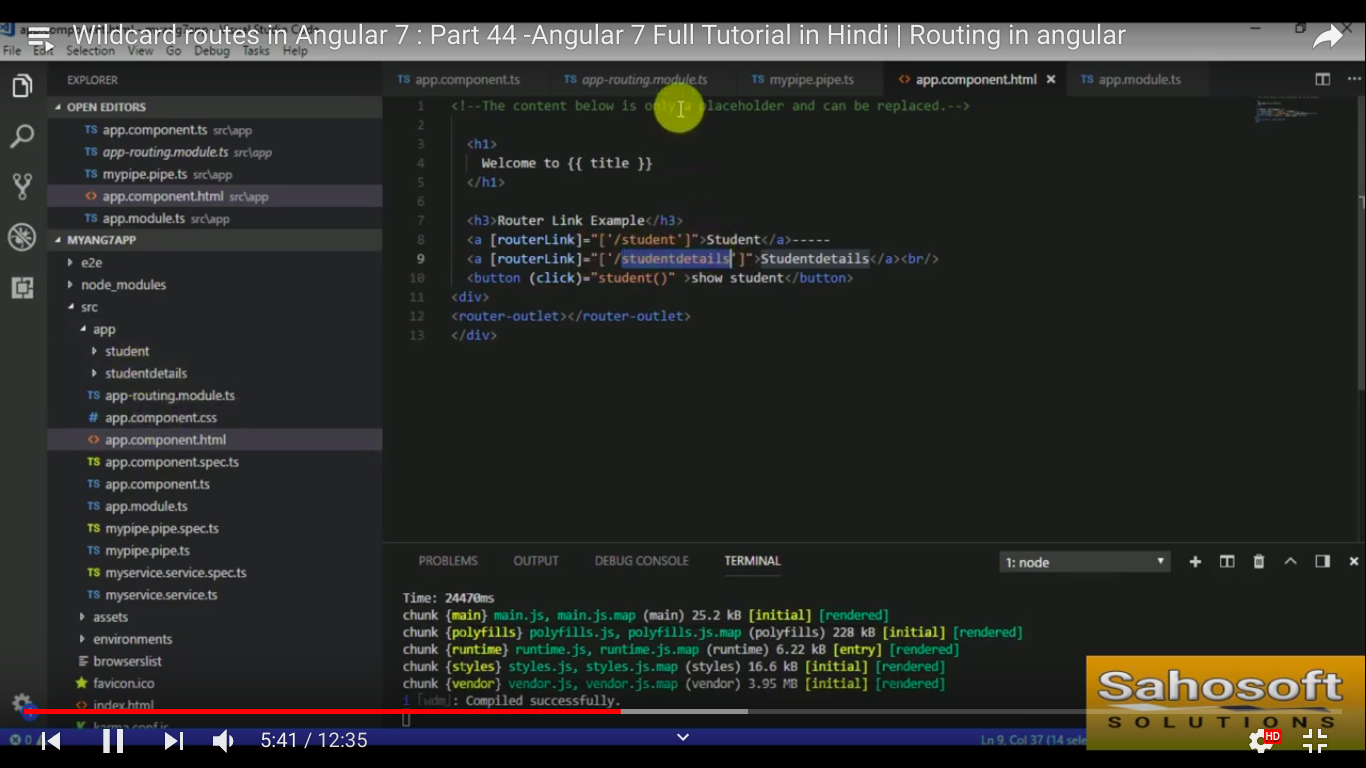 Wildcard routes in Angular 7 : Part 44 -Angular 7 Full Tutorial in Hindi | Routing in angular
File Edit Selection View Go Debug Tasks Help
EXPLORER
OPEN EDITORS
TS app.component.ts src\app
TS app-routing.module.ts src\app
TS mypipe.pipe.ts src\app
<> app.component.html src\app
TS app.module.ts src\app
MYANG7APP
e2e
node_modules
src
app
student
studentdetails
TS app-routing.module.ts
# app.component.css
<> app.component.html
TS app.component.spec.ts
TS app.component.ts
TS app.module.ts
TS mypipe.pipe.spec.ts
TS mypipe.pipe.ts
TS myservice.service.spec.ts
TS myservice.service.ts
assets
environments
browserslist
favicon.ico
<> index.html
karma.conf.js
TS app.component.ts TS app-routing.module.ts TS mypipe.pipe.ts <> app.component.html × TS app.module.ts
1 <!--The content below is only a placeholder and can be replaced.-->
2
3 <h1>
4 Welcome to {{ title }}
5 </h1>
6
7 <h3>Router Link Example</h3>
8 <a [routerLink]="['/student']">Student</a>-----
9 <a [routerLink]="['/studentdetails']">Studentdetails</a><br/>
10 <button (click)="student()" >show student</button>
11 <div>
12 <router-outlet></router-outlet>
13 </div>
PROBLEMS OUTPUT DEBUG CONSOLE TERMINAL 1: node
Time: 24470ms
chunk {main} main.js, main.js.map (main) 25.2 kB [initial] [rendered]
chunk {polyfills} polyfills.js, polyfills.js.map (polyfills) 228 kB [initial] [rendered]
chunk {runtime} runtime.js, runtime.js.map (runtime) 6.22 kB [entry] [rendered]
chunk {styles} styles.js, styles.js.map (styles) 16.6 kB [initial] [rendered]
chunk {vendor} vendor.js, vendor.js.map (vendor) 3.95 MB [initial] [rendered]
i ｢wdm｣: Compiled successfully.
Sahosoft
SOLUTIONS
0
5:41 / 12:35
Ln 9, Col 37 (14
HD